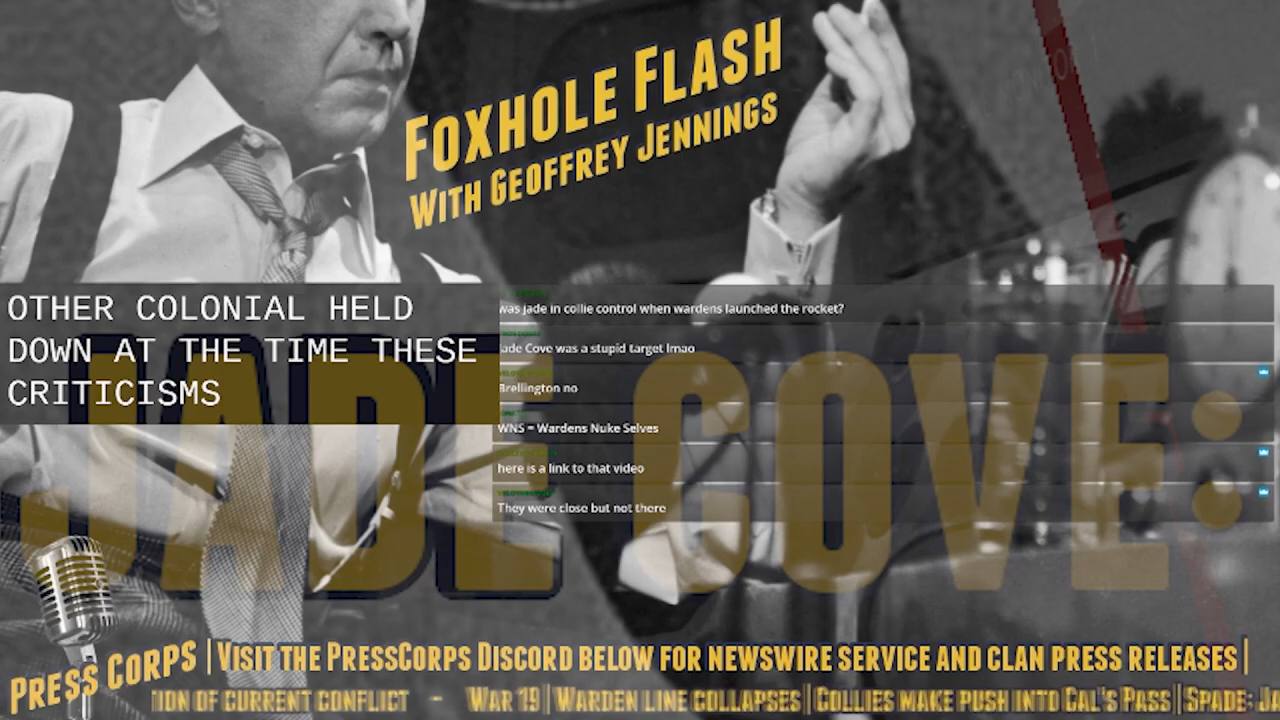 FOXHOLE FLASH
WITH GEOFFREY JENNINGS
OTHER COLONIAL HELD
DOWN AT THE TIME THESE
CRITICISMS
was jade in collie control when wardens launched the rocket?
ade Cove was a stupid target lmao
Brellington no
WNS = Wardens Nuke Selves
here is a link to that video
They were close but not there
JADE COVE:
PRESS CORPS | VISIT THE PRESSCORPS DISCORD BELOW FOR NEWSWIRE SERVICE AND CLAN PRESS RELEASES |
ION OF CURRENT CONFLICT - WAR 19 | WARDEN LINE COLLAPSES | COLLIES MAKE PUSH INTO CAL'S PASS | SPADE: JA